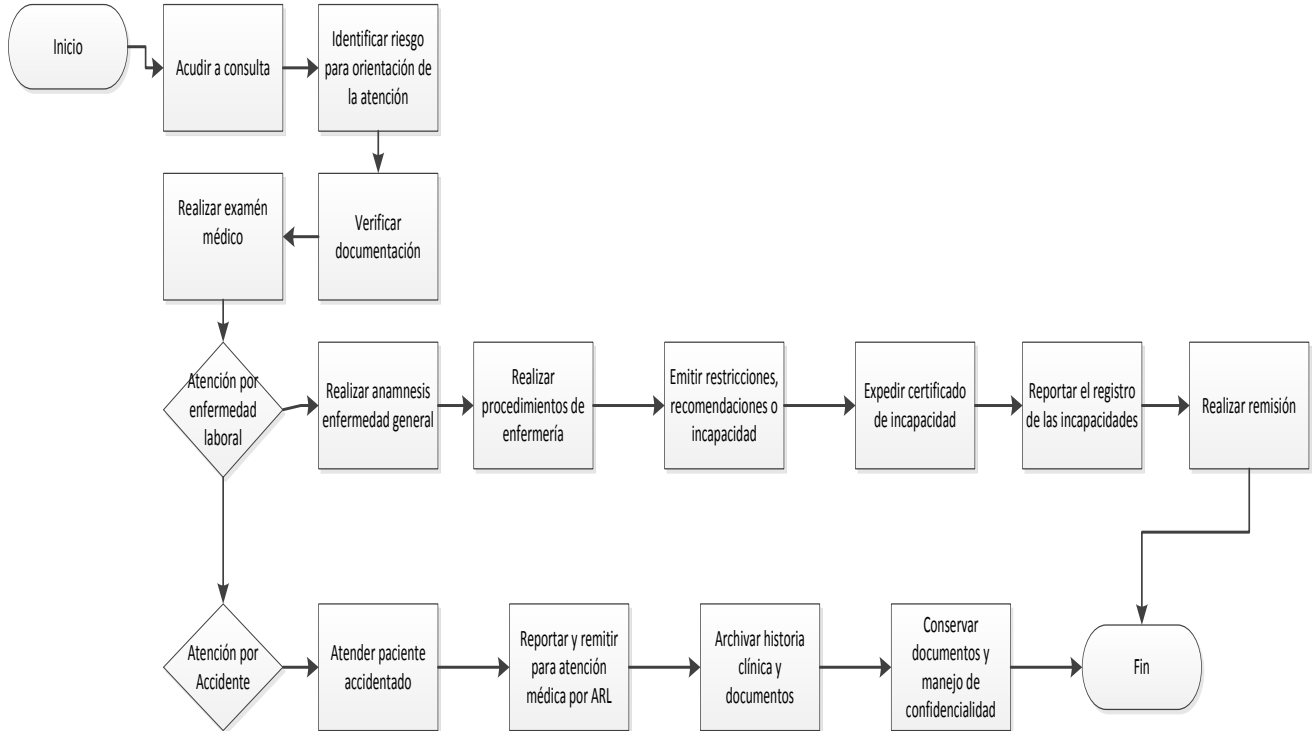 Inicio
Acudir a consulta
Identificar riesgo
para orientación de
la atención
Realizar examén
médico
Verificar
documentación
Atención por
enfermedad
laboral
Realizar anamnesis
enfermedad general
Realizar
procedimientos de
enfermería
Emitir restricciones,
recomendaciones o
incapacidad
Expedir certificado
de incapacidad
Reportar el registro
de las incapacidades
Realizar remisión
Atención por
Accidente
Atender paciente
accidentado
Reportar y remitir
para atención
médica por ARL
Archivar historia
clínica y
documentos
Conservar
documentos y
manejo de
confidencialidad
Fin